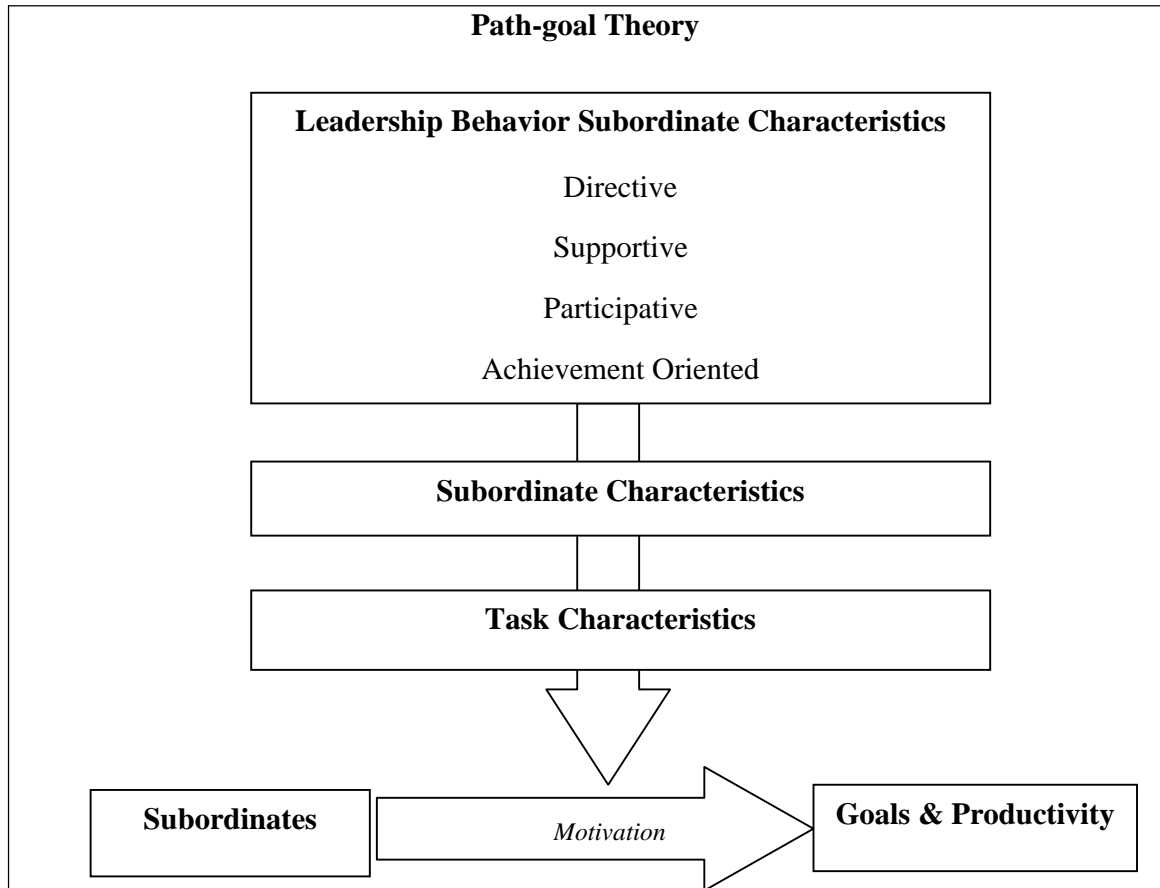 Path-goal Theory
Leadership Behavior Subordinate Characteristics
Directive
Supportive
Participative
Achievement Oriented
Subordinate Characteristics
Task Characteristics
Subordinates
Motivation
Goals & Productivity